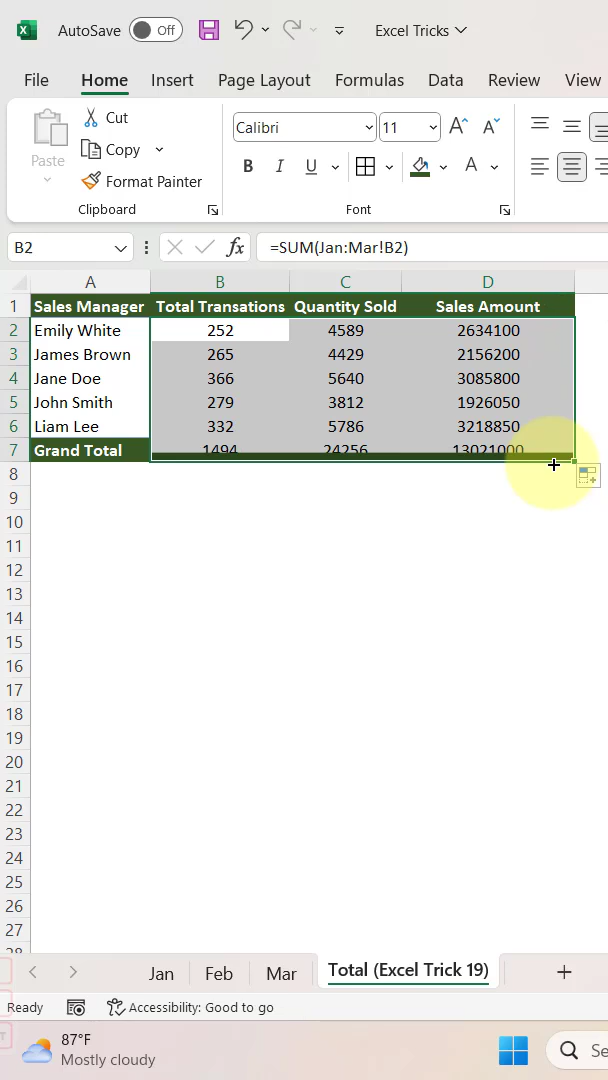 AutoSave Off Excel Tricks
File Home Insert Page Layout Formulas Data Review View
Paste
Cut
Copy
Format Painter
Clipboard
Calibri 11 A A
B I U A
Font
B2 fx =SUM(Jan:Mar!B2)
A B C D
1 Sales Manager Total Transations Quantity Sold Sales Amount
2 Emily White 252 4589 2634100
3 James Brown 265 4429 2156200
4 Jane Doe 366 5640 3085800
5 John Smith 279 3812 1926050
6 Liam Lee 332 5786 3218850
7 Grand Total 1494 24256 13021000
8
9
10
11
12
13
14
15
16
17
18
19
20
21
22
23
24
25
26
27
28
Jan Feb Mar Total (Excel Trick 19)
Ready Accessibility: Good to go
87°F
Mostly cloudy